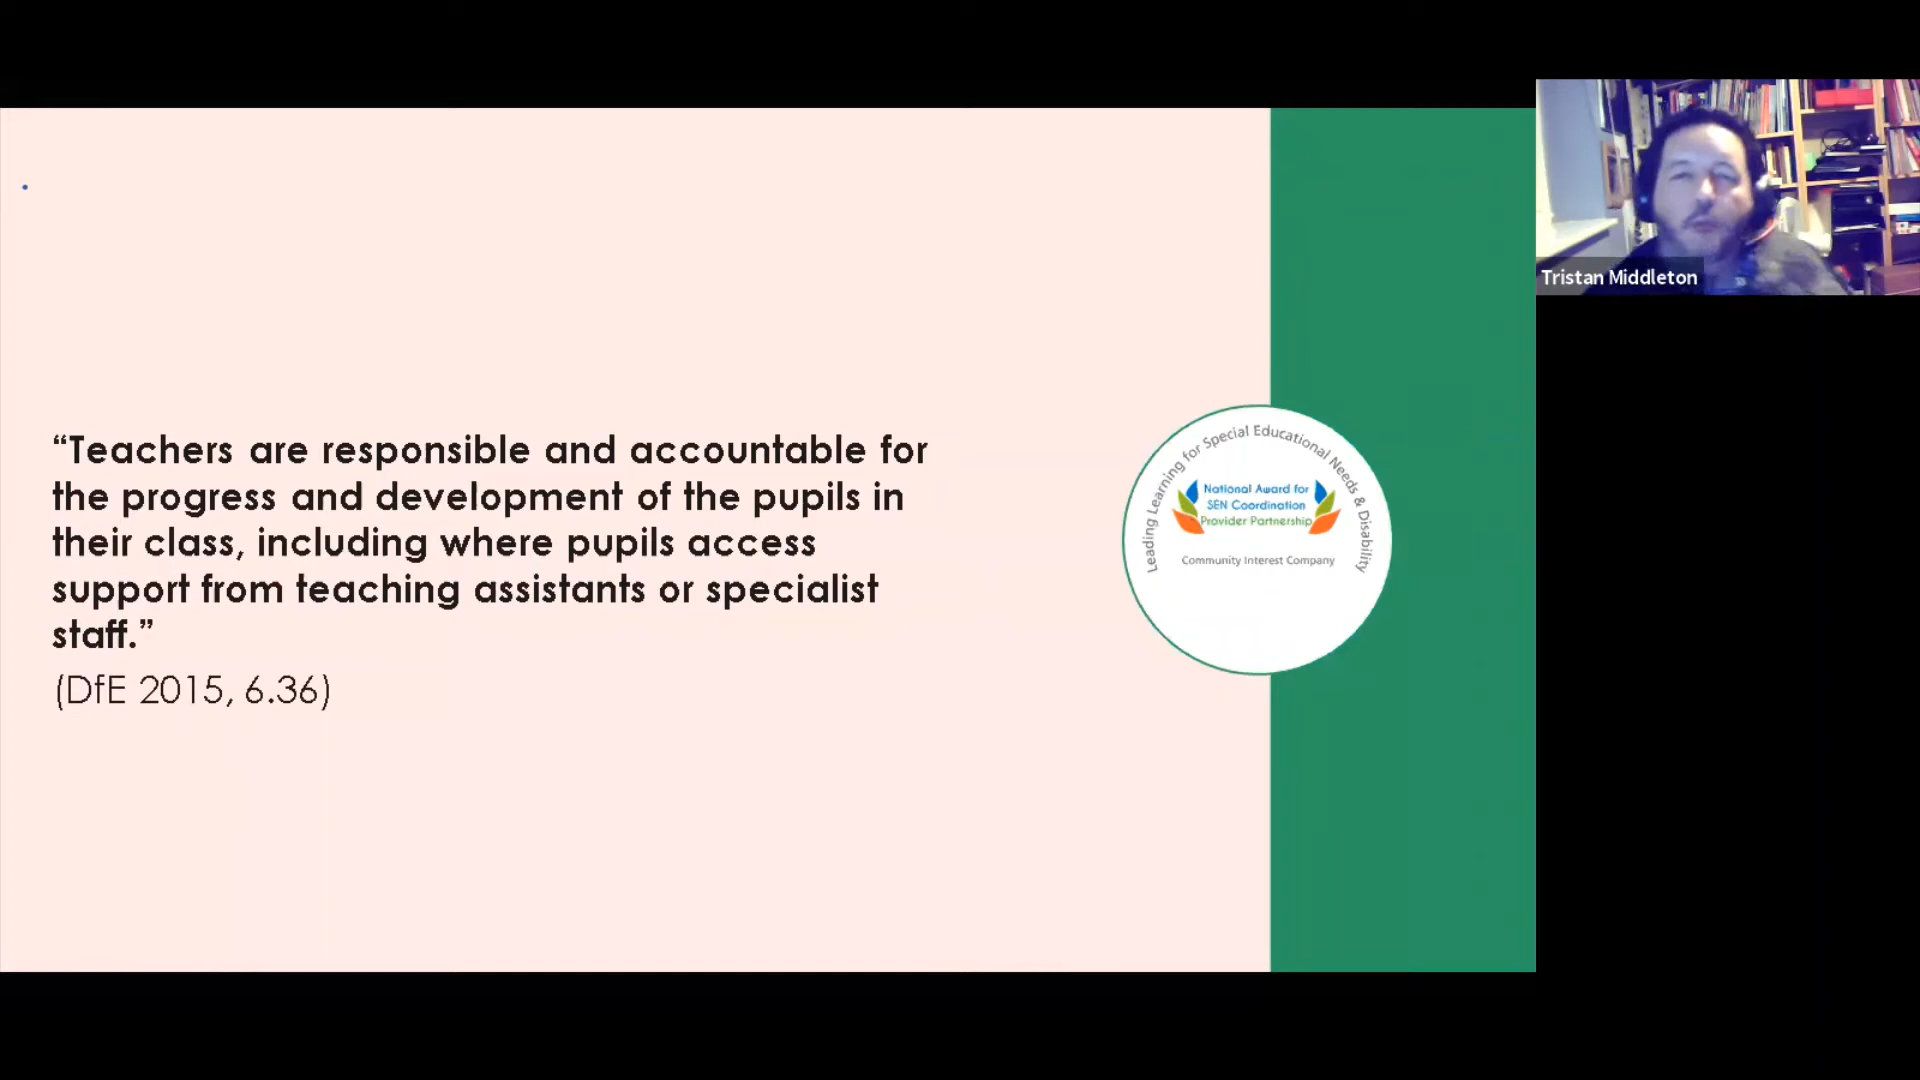 “Teachers are responsible and accountable for
the progress and development of the pupils in
their class, including where pupils access
support from teaching assistants or specialist
staff.”
(DfE 2015, 6.36)
Leading Learning for Special Educational Needs & Disability
National Award for
SEN Coordination
Provider Partnership
Community Interest Company
Tristan Middleton